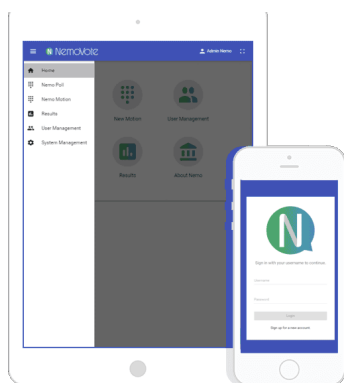 NemoVote
Admin Nemo
Home
Nemo Poll
Nemo Motion
Results
User Management
System Management
New Motion
User Management
Results
About Nemo
N
Sign in with your username to continue.
Username
Password
Sign up for a new account